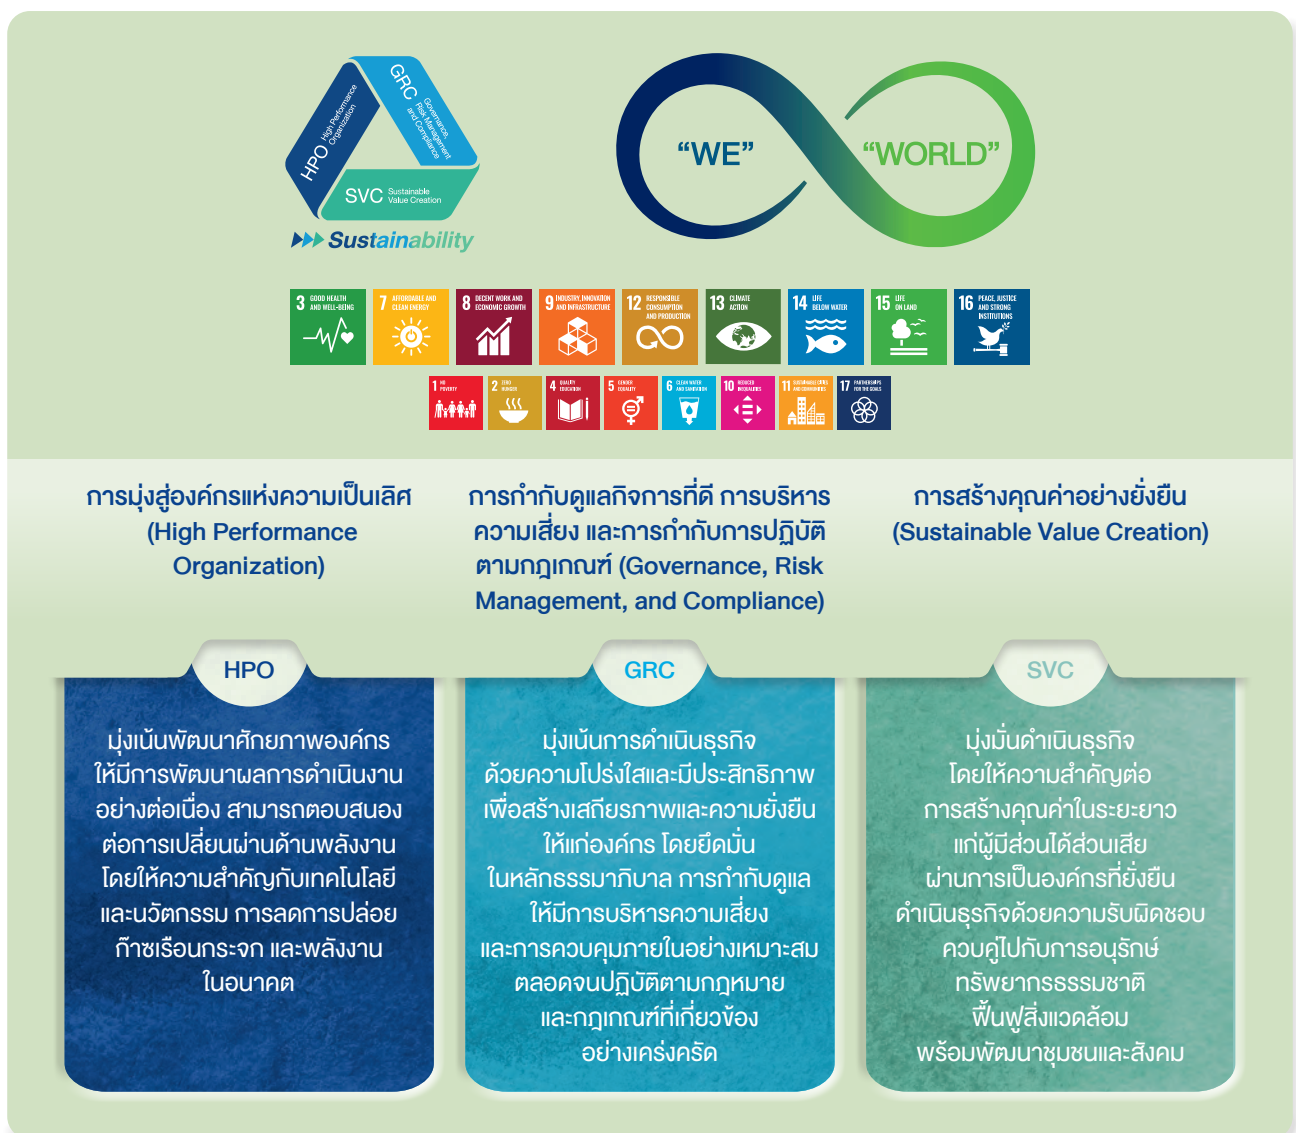 HPO High Performance
Organization
GRC Governance,
Risk Management
and Compliance
SVC Sustainable
Value Creation
Sustainability
“WE”
“WORLD”
3 GOOD HEALTH
AND WELL-BEING
7 AFFORDABLE AND
CLEAN ENERGY
8 DECENT WORK AND
ECONOMIC GROWTH
9 INDUSTRY, INNOVATION
AND INFRASTRUCTURE
12 RESPONSIBLE
CONSUMPTION
AND PRODUCTION
13 CLIMATE
ACTION
14 LIFE
BELOW WATER
15 LIFE
ON LAND
16 PEACE, JUSTICE
AND STRONG
INSTITUTIONS
1 NO
POVERTY
2 ZERO
HUNGER
4 QUALITY
EDUCATION
5 GENDER
EQUALITY
6 CLEAN WATER
AND SANITATION
10 REDUCED
INEQUALITIES
11 SUSTAINABLE CITIES
AND COMMUNITIES
17 PARTNERSHIPS
FOR THE GOALS
การมุ่งสู่องค์กรแห่งความเป็นเลิศ
(High Performance
Organization)
การกำกับดูแลกิจการที่ดี การบริหาร
ความเสี่ยง และการกำกับการปฏิบัติ
ตามกฎเกณฑ์ (Governance, Risk
Management, and Compliance)
การสร้างคุณค่าอย่างยั่งยืน
(Sustainable Value Creation)
HPO
มุ่งเน้นพัฒนาศักยภาพองค์กร
ให้มีการพัฒนาผลการดำเนินงาน
อย่างต่อเนื่อง สามารถตอบสนอง
ต่อการเปลี่ยนผ่านด้านพลังงาน
โดยให้ความสำคัญกับเทคโนโลยี
และนวัตกรรม การลดการปล่อย
ก๊าซเรือนกระจก และพลังงาน
ในอนาคต
GRC
มุ่งเน้นการดำเนินธุรกิจ
ด้วยความโปร่งใสและมีประสิทธิภาพ
เพื่อสร้างเสถียรภาพและความยั่งยืน
ให้แก่องค์กร โดยยึดมั่น
ในหลักธรรมาภิบาล การกำกับดูแล
ให้มีการบริหารความเสี่ยง
และการควบคุมภายในอย่างเหมาะสม
ตลอดจนปฏิบัติตามกฎหมาย
และกฎเกณฑ์ที่เกี่ยวข้อง
อย่างเคร่งครัด
SVC
มุ่งมั่นดำเนินธุรกิจ
โดยให้ความสำคัญต่อ
การสร้างคุณค่าในระยะยาว
แก่ผู้มีส่วนได้ส่วนเสีย
ผ่านการเป็นองค์กรที่ยั่งยืน
ดำเนินธุรกิจด้วยความรับผิดชอบ
ควบคู่ไปกับการอนุรักษ์
ทรัพยากรธรรมชาติ
ฟื้นฟูสิ่งแวดล้อม
พร้อมพัฒนาชุมชนและสังคม